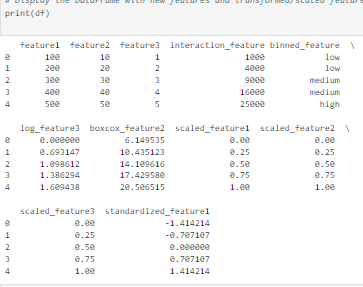 # Display the DataFrame with new features and transformed/scaled feature
print(df)
feature1 feature2 feature3 interaction_feature binned_feature \
0 100 10 1 1000 low
1 200 20 2 4000 low
2 300 30 3 9000 medium
3 400 40 4 16000 medium
4 500 50 5 25000 high
log_feature3 boxcox_feature2 scaled_feature1 scaled_feature2 \
0 0.000000 6.149535 0.00 0.00
1 0.693147 10.435123 0.25 0.25
2 1.098612 14.109616 0.50 0.50
3 1.386294 17.429580 0.75 0.75
4 1.609438 20.506515 1.00 1.00
scaled_feature3 standardized_feature1
0 0.00 -1.414214
1 0.25 -0.707107
2 0.50 0.000000
3 0.75 0.707107
4 1.00 1.414214